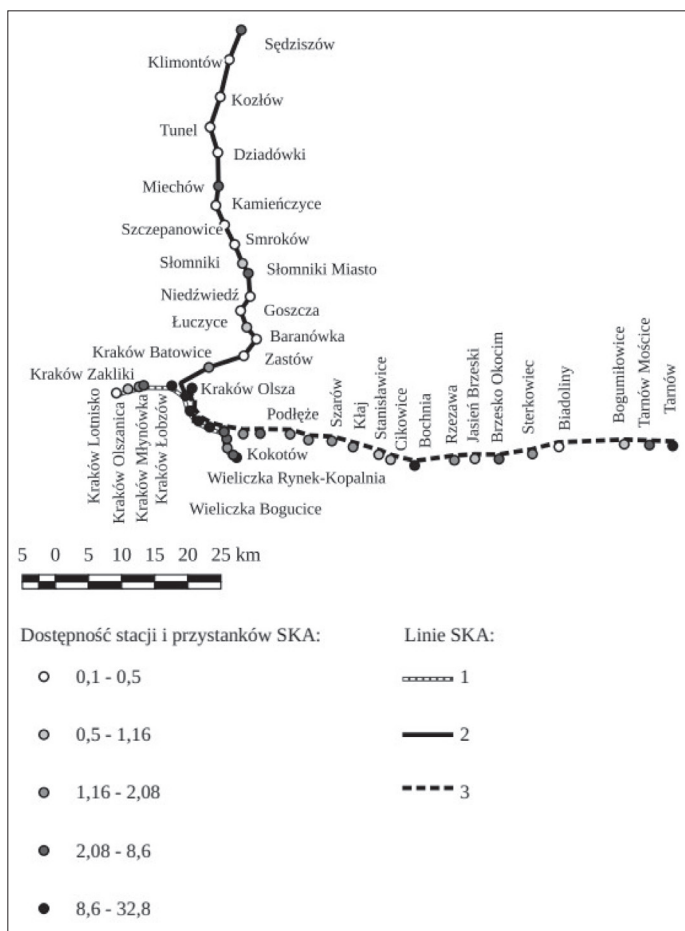 Sędziszów
Klimontów
Kozłów
Tunel
Dziadówki
Miechów
Kamieńczyce
Szczepanowice
Smroków
Słomniki
Słomniki Miasto
Niedźwiedź
Goszcza
Łuczyce
Baranówka
Kraków Batowice
Zastów
Kraków Zakliki
Kraków Olsza
Kraków Lotnisko
Kraków Olszanica
Kraków Młynówka
Kraków Łobzów
Podłęże
Kokotów
Wieliczka Rynek-Kopalnia
Wieliczka Bogucice
Szarów
Kłaj
Stanisławice
Cikowice
Bochnia
Rzezawa
Jasień Brzeski
Brzesko Okocim
Sterkowiec
Biadoliny
Bogumiłowice
Tarnów Mościce
Tarnów
5 0 5 10 15 20 25 km
Dostępność stacji i przystanków SKA:
0,1 - 0,5
0,5 - 1,16
1,16 - 2,08
2,08 - 8,6
8,6 - 32,8
Linie SKA:
1
2
3